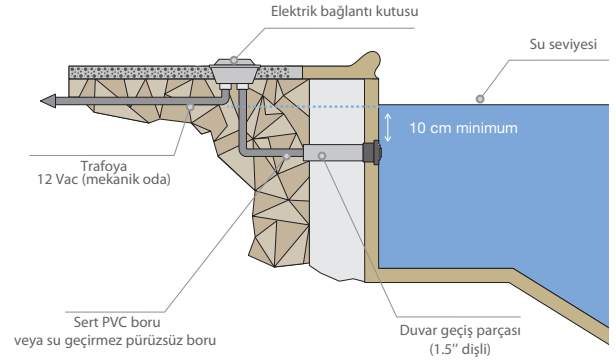 Elektrik bağlantı kutusu
Su seviyesi
10 cm minimum
Trafoya
12 Vac (mekanik oda)
Sert PVC boru
veya su geçirmez pürüzsüz boru
Duvar geçiş parçası
(1.5’’ dişli)